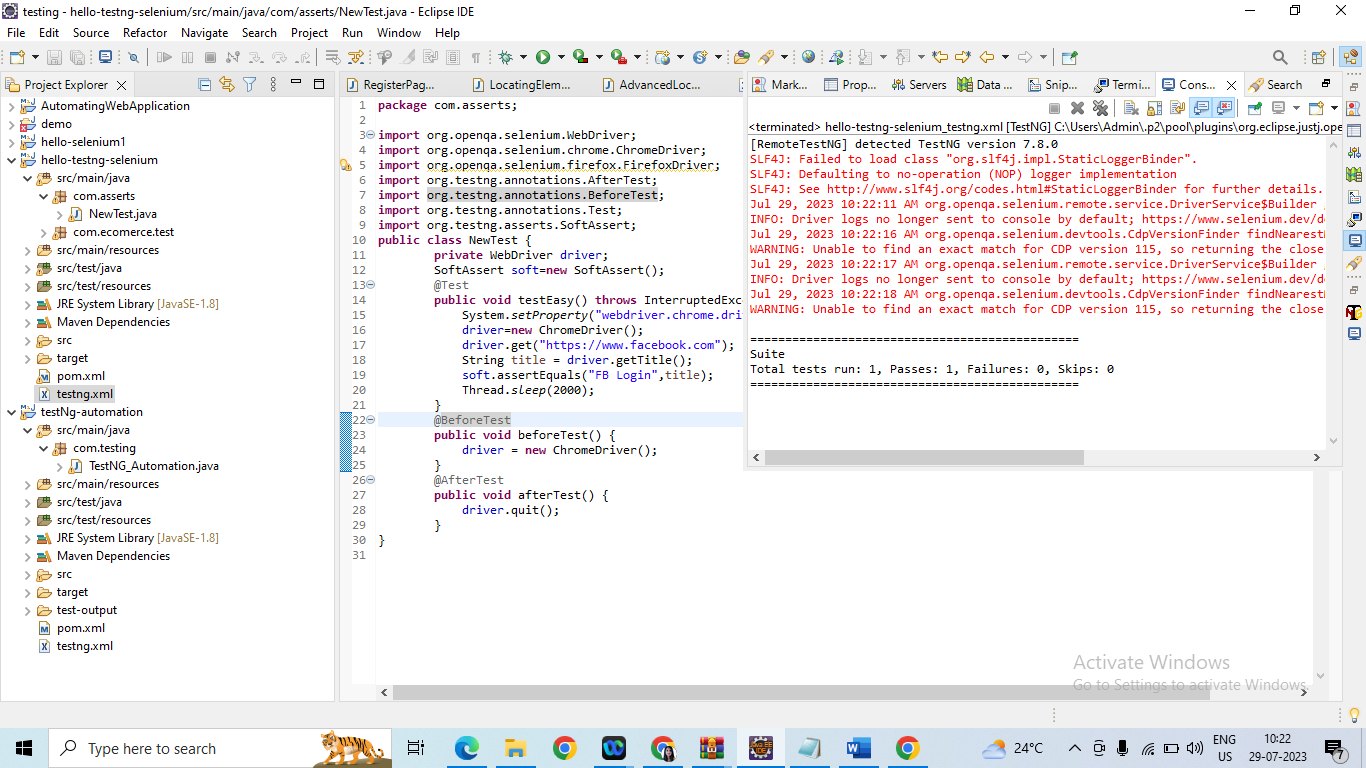 testing - hello-testng-selenium/src/main/java/com/asserts/NewTest.java - Eclipse IDE
File Edit Source Refactor Navigate Search Project Run Window Help
Project Explorer
AutomatingWebApplication
demo
hello-selenium1
hello-testng-selenium
src/main/java
com.asserts
NewTest.java
com.ecomerce.test
src/main/resources
src/test/java
src/test/resources
JRE System Library [JavaSE-1.8]
Maven Dependencies
src
target
pom.xml
testng.xml
testNg-automation
src/main/java
com.testing
TestNG_Automation.java
src/main/resources
src/test/java
src/test/resources
JRE System Library [JavaSE-1.8]
Maven Dependencies
src
target
test-output
pom.xml
testng.xml
RegisterPag... LocatingElem... AdvancedLoc...
1 package com.asserts;
2
3 import org.openqa.selenium.WebDriver;
4 import org.openqa.selenium.chrome.ChromeDriver;
5 import org.openqa.selenium.firefox.FirefoxDriver;
6 import org.testng.annotations.AfterTest;
7 import org.testng.annotations.BeforeTest;
8 import org.testng.annotations.Test;
9 import org.testng.asserts.SoftAssert;
10 public class NewTest {
11 private WebDriver driver;
12 SoftAssert soft=new SoftAssert();
13 @Test
14 public void testEasy() throws InterruptedExc
15 System.setProperty("webdriver.chrome.dri
16 driver=new ChromeDriver();
17 driver.get("https://www.facebook.com");
18 String title = driver.getTitle();
19 soft.assertEquals("FB Login",title);
20 Thread.sleep(2000);
21 }
22 @BeforeTest
23 public void beforeTest() {
24 driver = new ChromeDriver();
25 }
26 @AfterTest
27 public void afterTest() {
28 driver.quit();
29 }
30 }
31
Mark... Prop... Servers Data ... Snip... Termi... Cons... Search
<terminated> hello-testng-selenium_testng.xml [TestNG] C:\Users\Admin\.p2\pool\plugins\org.eclipse.justj.ope
[RemoteTestNG] detected TestNG version 7.8.0
SLF4J: Failed to load class "org.slf4j.impl.StaticLoggerBinder".
SLF4J: Defaulting to no-operation (NOP) logger implementation
SLF4J: See http://www.slf4j.org/codes.html#StaticLoggerBinder for further details.
Jul 29, 2023 10:22:11 AM org.openqa.selenium.remote.service.DriverService$Builder
INFO: Driver logs no longer sent to console by default; https://www.selenium.dev/d
Jul 29, 2023 10:22:16 AM org.openqa.selenium.devtools.CdpVersionFinder findNearest
WARNING: Unable to find an exact match for CDP version 115, so returning the close
Jul 29, 2023 10:22:17 AM org.openqa.selenium.remote.service.DriverService$Builder
INFO: Driver logs no longer sent to console by default; https://www.selenium.dev/d
Jul 29, 2023 10:22:18 AM org.openqa.selenium.devtools.CdpVersionFinder findNearest
WARNING: Unable to find an exact match for CDP version 115, so returning the close
===============================================
Suite
Total tests run: 1, Passes: 1, Failures: 0, Skips: 0
===============================================
Activate Windows
Go to Settings to activate Windows.
Type here to search
24°C
ENG
US
10:22
29-07-2023
7